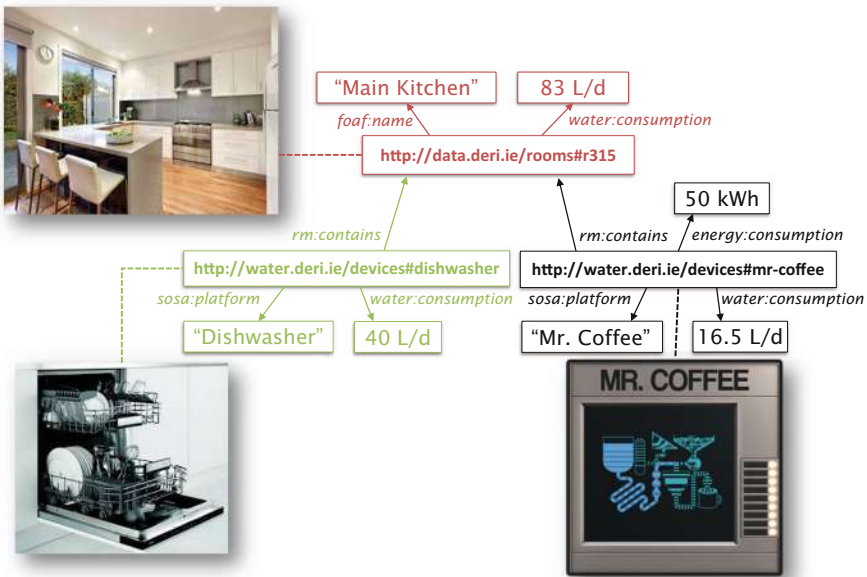 “Main Kitchen”
83 L/d
foaf:name
water:consumption
http://data.deri.ie/rooms#r315
50 kWh
rm:contains
rm:contains
energy:consumption
http://water.deri.ie/devices#dishwasher
http://water.deri.ie/devices#mr-coffee
sosa:platform
water:consumption
sosa:platform
water:consumption
“Dishwasher”
40 L/d
“Mr. Coffee”
16.5 L/d
MR. COFFEE